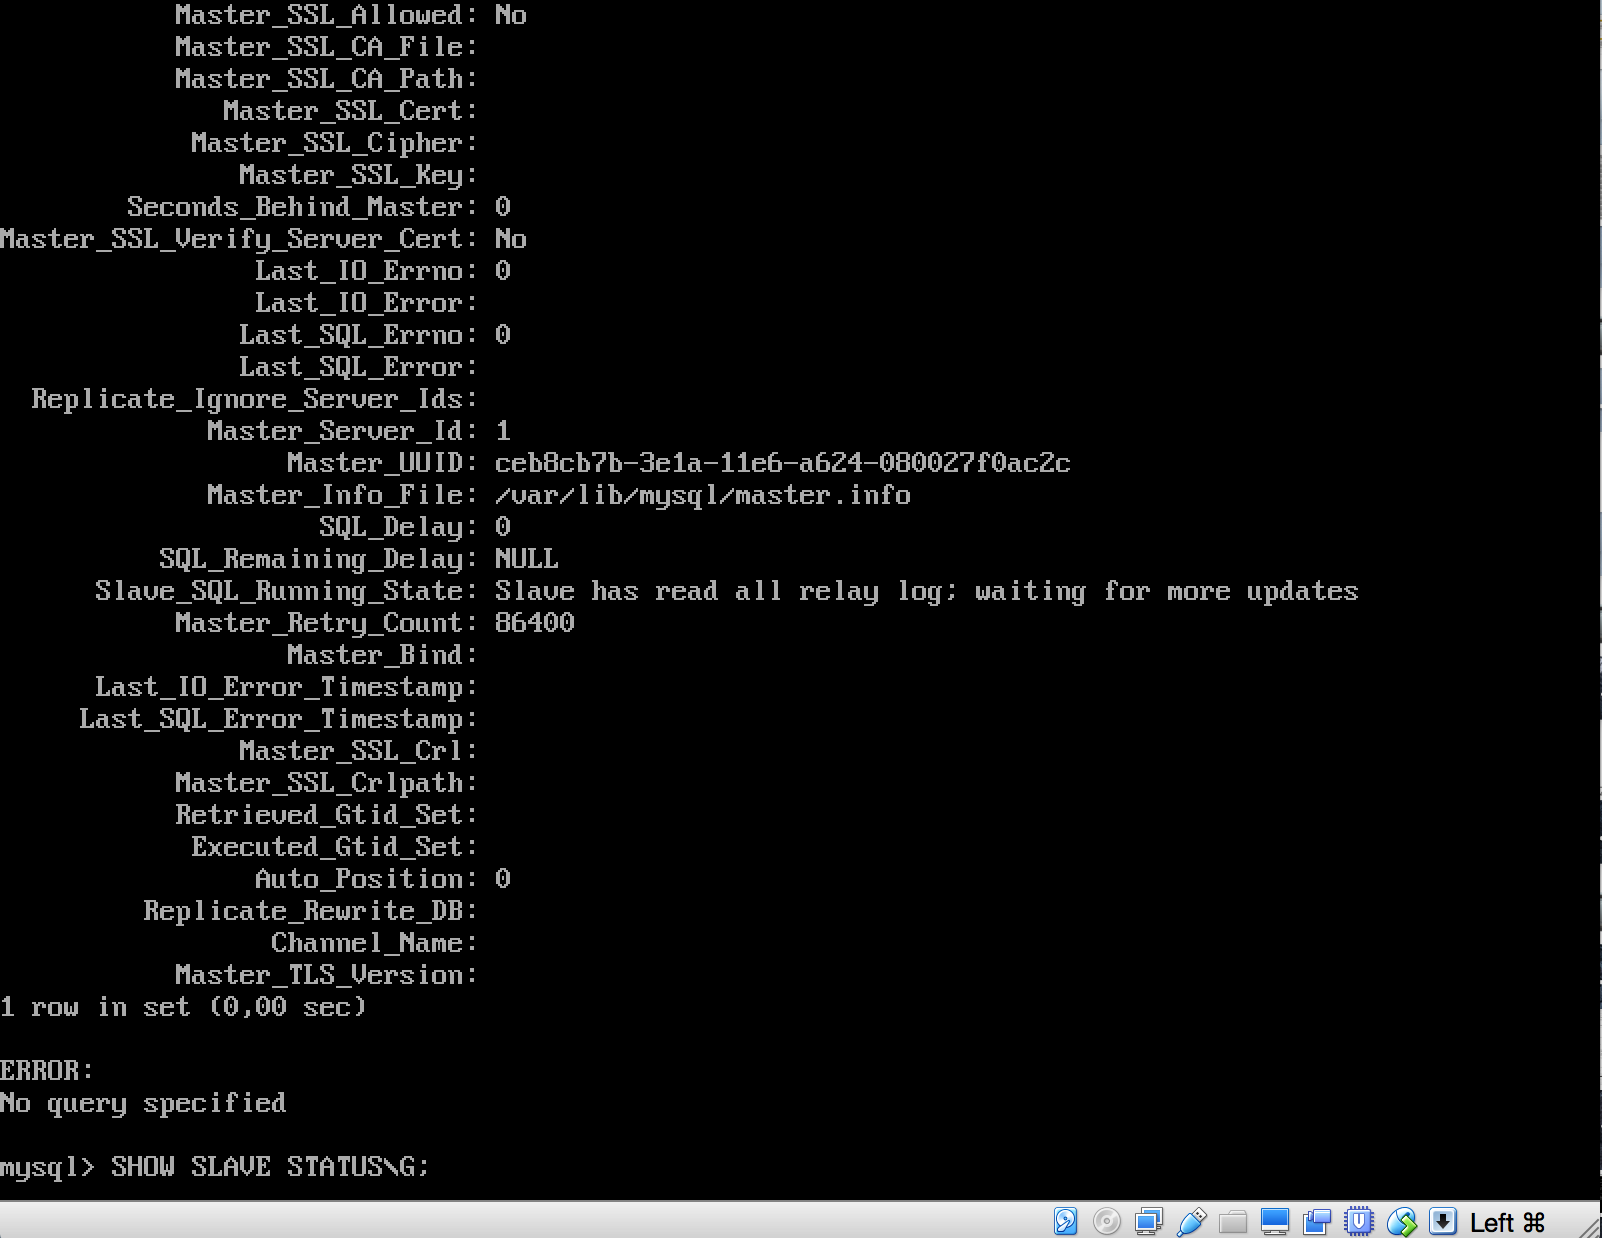 Master_SSL_Allowed: No
Master_SSL_CA_File:
Master_SSL_CA_Path:
Master_SSL_Cert:
Master_SSL_Cipher:
Master_SSL_Key:
Seconds_Behind_Master: 0
Master_SSL_Verify_Server_Cert: No
Last_IO_Errno: 0
Last_IO_Error:
Last_SQL_Errno: 0
Last_SQL_Error:
Replicate_Ignore_Server_Ids:
Master_Server_Id: 1
Master_UUID: ceb8cb7b-3e1a-11e6-a624-080027f0ac2c
Master_Info_File: /var/lib/mysql/master.info
SQL_Delay: 0
SQL_Remaining_Delay: NULL
Slave_SQL_Running_State: Slave has read all relay log; waiting for more updates
Master_Retry_Count: 86400
Master_Bind:
Last_IO_Error_Timestamp:
Last_SQL_Error_Timestamp:
Master_SSL_Crl:
Master_SSL_Crlpath:
Retrieved_Gtid_Set:
Executed_Gtid_Set:
Auto_Position: 0
Replicate_Rewrite_DB:
Channel_Name:
Master_TLS_Version:
1 row in set (0,00 sec)
ERROR:
No query specified
mysql> SHOW SLAVE STATUS\G;
Left ⌘